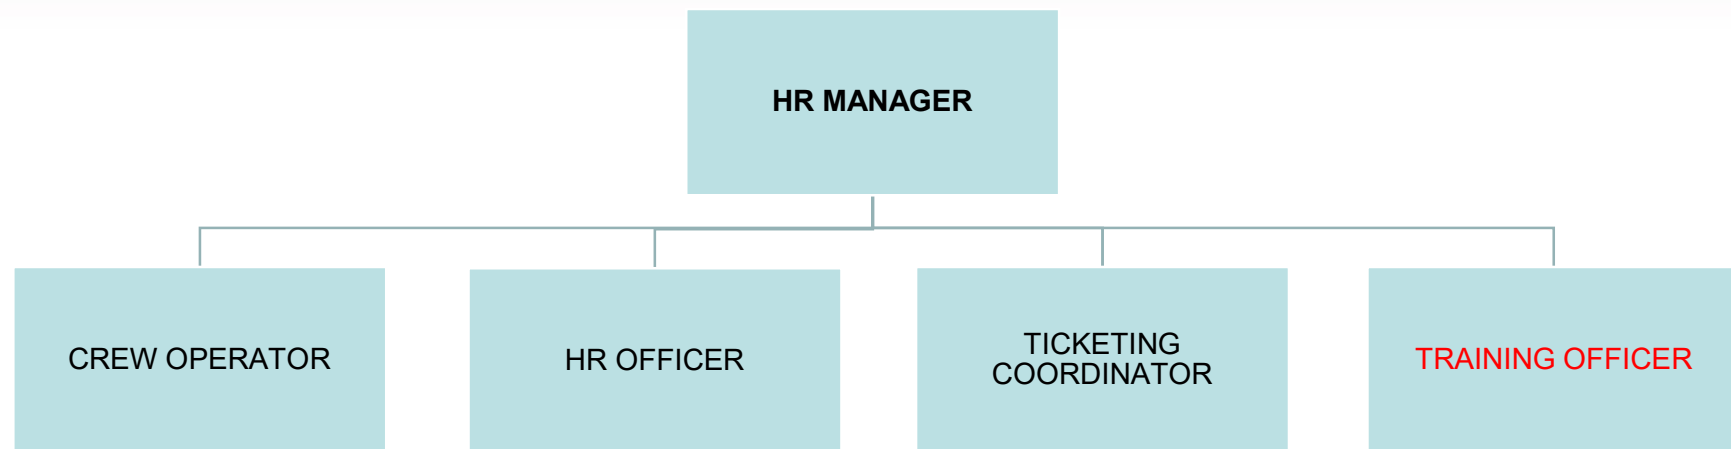 HR MANAGER
CREW OPERATOR
HR OFFICER
TICKETING
COORDINATOR
TRAINING OFFICER